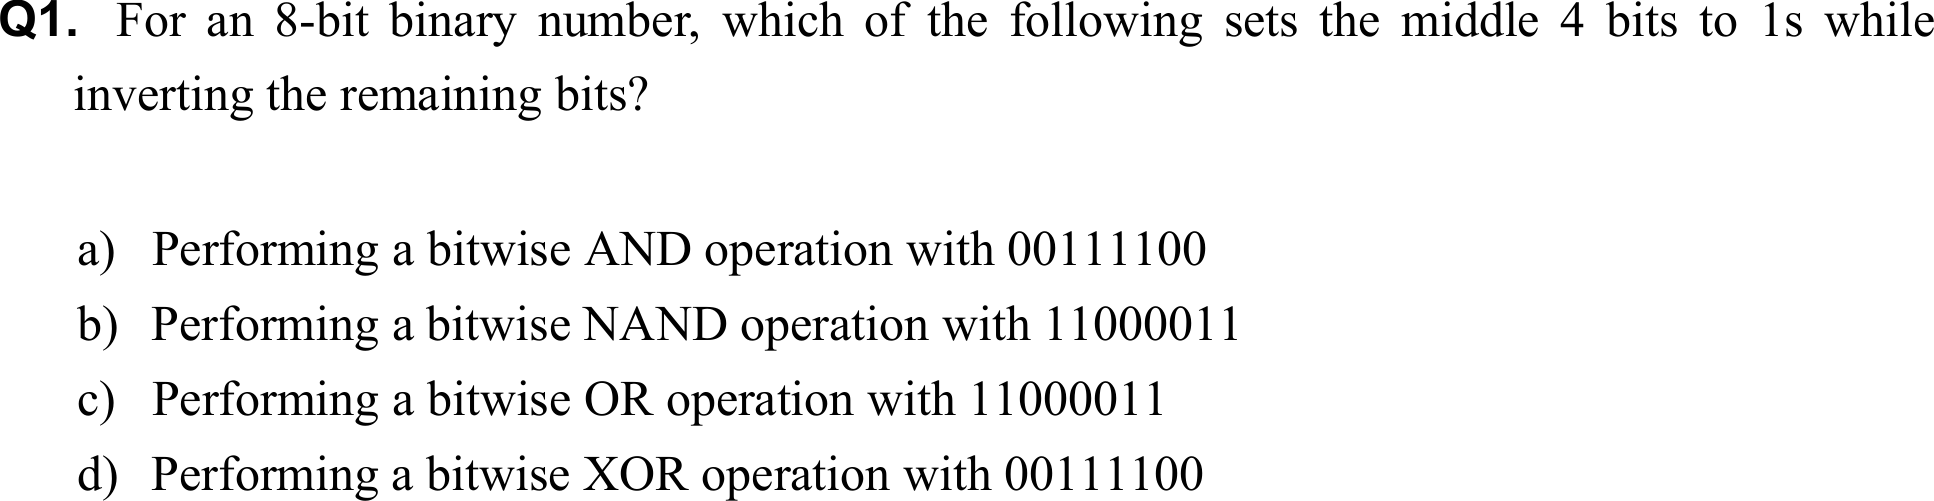 Q1. For an 8-bit binary number, which of the following sets the middle 4 bits to 1s while
inverting the remaining bits?
a) Performing a bitwise AND operation with 00111100
b) Performing a bitwise NAND operation with 11000011
c) Performing a bitwise OR operation with 11000011
d) Performing a bitwise XOR operation with 00111100